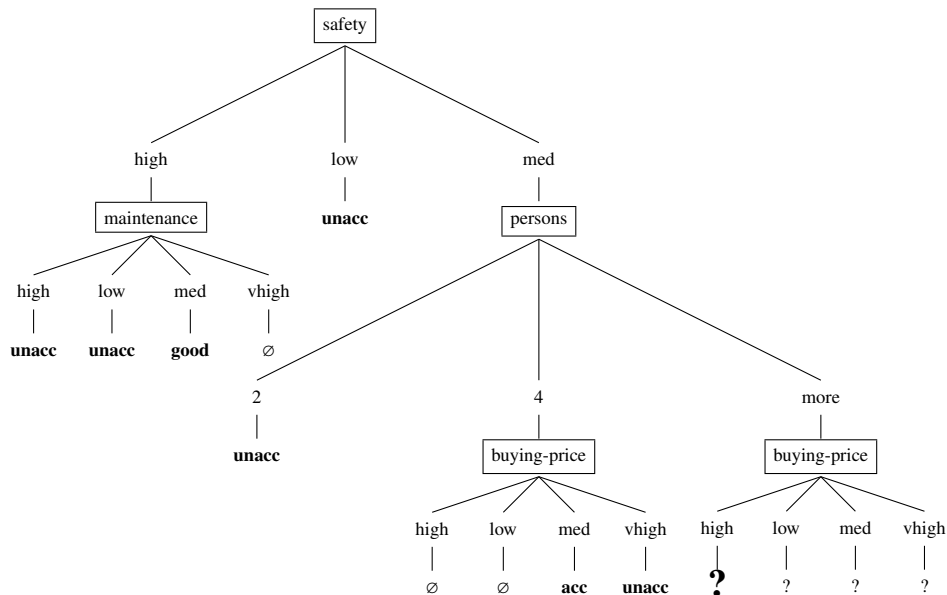 safety
high low med
maintenance unacc persons
high low med vhigh
unacc unacc good ∅
2 4 more
unacc buying-price buying-price
high low med vhigh high low med vhigh
∅ ∅ acc unacc ? ? ? ?